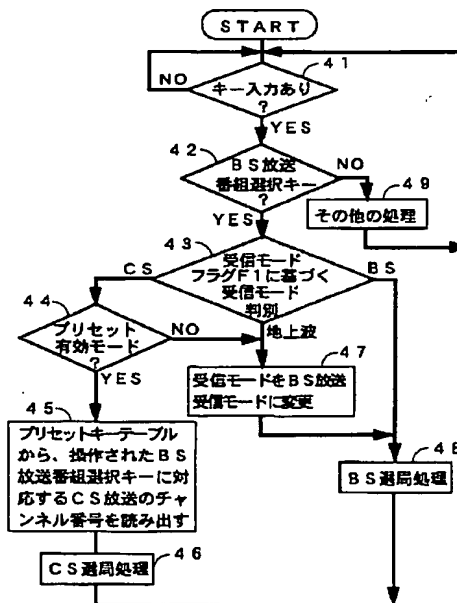 START
41
NO
キー入力あり
?
YES
42
BS放送
番組選択キー
?
NO
49
その他の処理
YES
43
CS
受信モード
フラグF1に基づく
受信モード
判別
BS
地上波
44
プリセット
有効モード
?
NO
YES
47
受信モードをBS放送
受信モードに変更
45
プリセットキーテーブル
から、操作されたBS
放送番組選択キーに対
応するCS放送のチャ
ンネル番号を読み出す
48
BS選局処理
46
CS選局処理